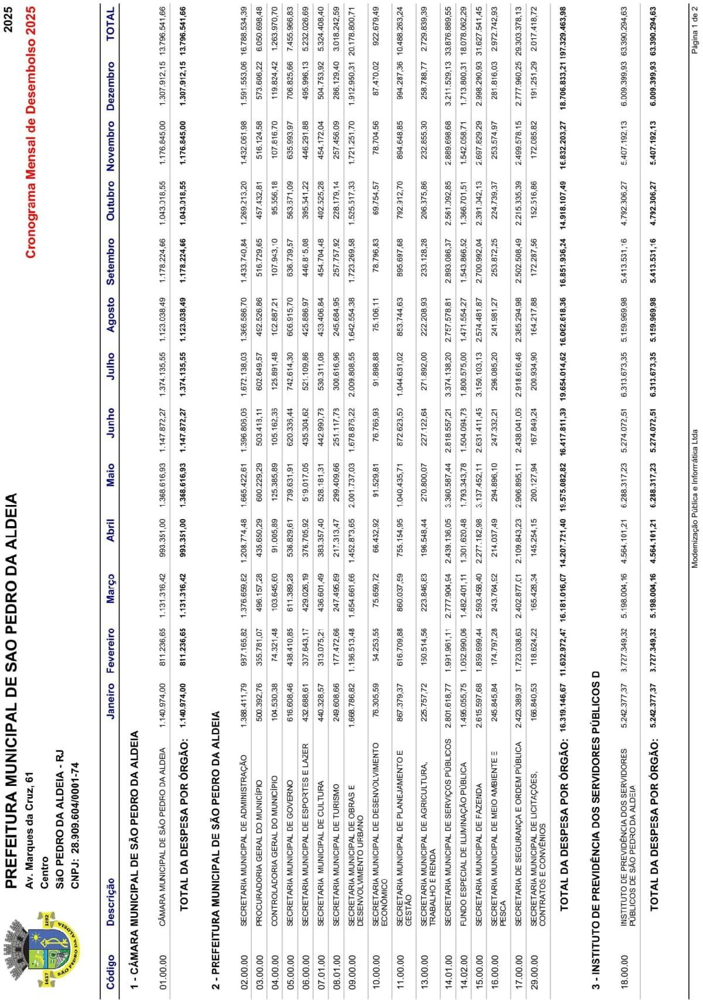 PREFEITURA MUNICIPAL DE SAO PEDRO DA ALDEIA 2025
Av. Marques da Cruz, 61 Cronograma Mensal de Desembolso 2025
Centro
SãO PEDRO DA ALDEIA - RJ
CNPJ: 28.909.604/0001-74
1617 SÃO PEDRO DA ALDEIA 1892
Código Descrição Janeiro Fevereiro Março Abril Maio Junho Julho Agosto Setembro Outubro Novembro Dezembro TOTAL
1 - CÂMARA MUNICIPAL DE SÃO PEDRO DA ALDEIA
01.00.00 CÂMARA MUNICIPAL DE SÃO PEDRO DA ALDEIA 1.140.974,00 811.236,65 1.131.316,42 993.351,00 1.368.616,93 1.147.872,27 1.374.135,55 1.123.038,49 1.178.224,66 1.043.018,55 1.176.845,00 1.307.912,15 13.796.541,66
TOTAL DA DESPESA POR ÓRGÃO: 1.140.974,00 811.236,65 1.131.316,42 993.351,00 1.368.616,93 1.147.872,27 1.374.135,55 1.123.038,49 1.178.224,66 1.043.018,55 1.176.845,00 1.307.912,15 13.796.541,66
2 - PREFEITURA MUNICIPAL DE SÃO PEDRO DA ALDEIA
02.00.00 SECRETARIA MUNICIPAL DE ADMINISTRAÇÃO 1.388.411,79 987.165,82 1.376.659,82 1.208.774,48 1.665.422,61 1.396.806,05 1.672.138,03 1.366.586,70 1.433.740,84 1.269.213,20 1.432.061,98 1.591.553,06 16.788.534,39
03.00.00 PROCURADORIA GERAL DO MUNICÍPIO 500.392,76 355.781,07 496.157,28 435.650,29 600.229,29 503.413,11 602.649,57 492.526,86 516.729,65 457.432,81 516.124,58 573.606,22 6.050.698,48
04.00.00 CONTROLADORIA GERAL DO MUNICÍPIO 104.530,38 74.321,48 103.645,60 91.005,89 125.385,89 105.162,35 125.891,48 102.887,21 107.943,10 95.556,18 107.816,70 119.824,42 1.263.970,70
05.00.00 SECRETARIA MUNICIPAL DE GOVERNO 616.608,46 438.410,85 611.389,28 536.829,61 739.631,91 620.336,44 742.614,30 606.915,70 636.739,57 563.671,09 635.993,97 706.825,66 7.455.966,83
06.00.00 SECRETARIA MUNICIPAL DE ESPORTES E LAZER 432.688,61 307.643,17 429.026,19 376.705,92 519.017,05 435.304,62 521.109,86 425.886,97 446.815,08 395.541,22 446.291,88 495.996,13 5.232.026,69
07.01.00 SECRETARIA MUNICIPAL DE CULTURA 440.328,57 313.075,21 436.601,49 383.357,40 528.181,31 442.990,78 530.311,08 433.406,84 454.704,48 402.525,28 454.172,04 504.753,92 5.324.408,40
08.01.00 SECRETARIA MUNICIPAL DE TURISMO 249.608,66 177.472,66 247.495,89 217.313,47 299.409,66 251.117,78 300.616,96 245.684,95 257.757,92 228.179,14 257.456,09 286.129,40 3.018.242,59
09.00.00 SECRETARIA MUNICIPAL DE OBRAS E 1.668.786,82 1.186.513,48 1.654.661,66 1.452.873,65 2.001.737,03 1.678.876,22 2.009.808,55 1.642.554,38 1.723.269,58 1.525.517,33 1.721.251,70 1.912.950,31 20.178.800,71
DESENVOLVIMENTO URBANO
10.00.00 SECRETARIA MUNICIPAL DE DESENVOLVIMENTO 76.305,59 54.253,55 75.659,72 66.432,92 91.529,81 76.766,93 91.898,88 75.106,11 78.796,83 69.754,57 78.704,56 87.470,02 922.679,49
ECONÔMICO
11.00.00 SECRETARIA MUNICIPAL DE PLANEJAMENTO E 867.379,37 616.709,88 860.037,59 755.154,95 1.040.435,71 872.623,50 1.044.631,02 853.744,63 895.697,68 792.912,70 894.648,85 994.287,36 10.488.263,24
GESTÃO
13.00.00 SECRETARIA MUNICIPAL DE AGRICULTURA, 225.757,72 160.514,56 223.846,83 196.548,44 270.800,07 227.122,64 271.892,00 222.208,93 233.128,28 206.375,86 232.855,30 258.788,77 2.729.839,39
TRABALHO E RENDA
14.01.00 SECRETARIA MUNICIPAL DE SERVIÇOS PÚBLICOS 2.801.618,77 1.991.961,11 2.777.904,94 2.439.136,05 3.360.587,44 2.818.557,21 3.374.138,20 2.757.578,81 2.893.086,37 2.561.092,85 2.889.698,68 3.211.529,13 33.876.889,55
14.02.00 FUNDO ESPECIAL DE ILUMINAÇÃO PÚBLICA 1.495.055,75 1.062.990,06 1.482.401,11 1.301.620,48 1.793.343,78 1.504.094,78 1.800.575,00 1.471.554,27 1.543.866,52 1.366.701,51 1.542.058,71 1.713.800,31 18.078.062,29
15.00.00 SECRETARIA MUNICIPAL DE FAZENDA 2.615.597,68 1.859.699,44 2.593.458,40 2.277.182,98 3.137.452,11 2.631.411,45 3.150.103,13 2.574.481,87 2.700.992,04 2.391.042,13 2.697.829,29 2.998.290,93 31.627.541,45
16.00.00 SECRETARIA MUNICIPAL DE MEIO AMBIENTE E 245.845,84 174.797,28 243.764,92 214.037,49 294.896,10 247.332,21 296.085,20 241.981,27 253.872,25 224.739,37 253.574,97 281.816,03 2.972.742,93
PESCA
17.00.00 SECRETARIA DE SEGURANÇA E ORDEM PÚBLICA 2.423.389,37 1.723.038,63 2.402.877,01 2.109.843,23 2.906.895,11 2.438.041,06 2.918.616,46 2.385.294,98 2.502.508,49 2.215.335,39 2.499.578,15 2.777.960,25 29.303.378,13
29.00.00 SECRETARIA MUNICIPAL DE LICITAÇÕES, 166.840,53 118.624,22 165.428,34 145.254,15 200.127,94 167.849,24 200.934,90 164.217,88 172.287,56 152.516,86 172.085,82 191.251,29 2.017.418,72
CONTRATOS E CONVÊNIOS
TOTAL DA DESPESA POR ÓRGÃO: 16.319.146,67 11.602.972,47 16.181.016,07 14.207.721,40 19.575.082,82 16.417.811,39 19.654.014,62 16.062.618,36 16.851.936,24 14.918.107,49 16.832.203,27 18.706.833,21 197.329.463,98
3 - INSTITUTO DE PREVIDÊNCIA DOS SERVIDORES PÚBLICOS D
18.00.00 INSTITUTO DE PREVIDÊNCIA DOS SERVIDORES 5.242.377,37 3.727.349,32 5.198.004,16 4.564.101,21 6.288.317,23 5.274.072,51 6.313.673,35 5.159.969,98 5.413.531,16 4.792.306,27 5.407.192,13 6.009.399,93 63.390.294,63
PÚBLICOS DE SÃO PEDRO DA ALDEIA
TOTAL DA DESPESA POR ÓRGÃO: 5.242.377,37 3.727.349,32 5.198.004,16 4.564.101,21 6.288.317,23 5.274.072,51 6.313.673,35 5.159.969,98 5.413.531,16 4.792.306,27 5.407.192,13 6.009.399,93 63.390.294,63
Modernização Pública e Informática Ltda Página 1 de 2